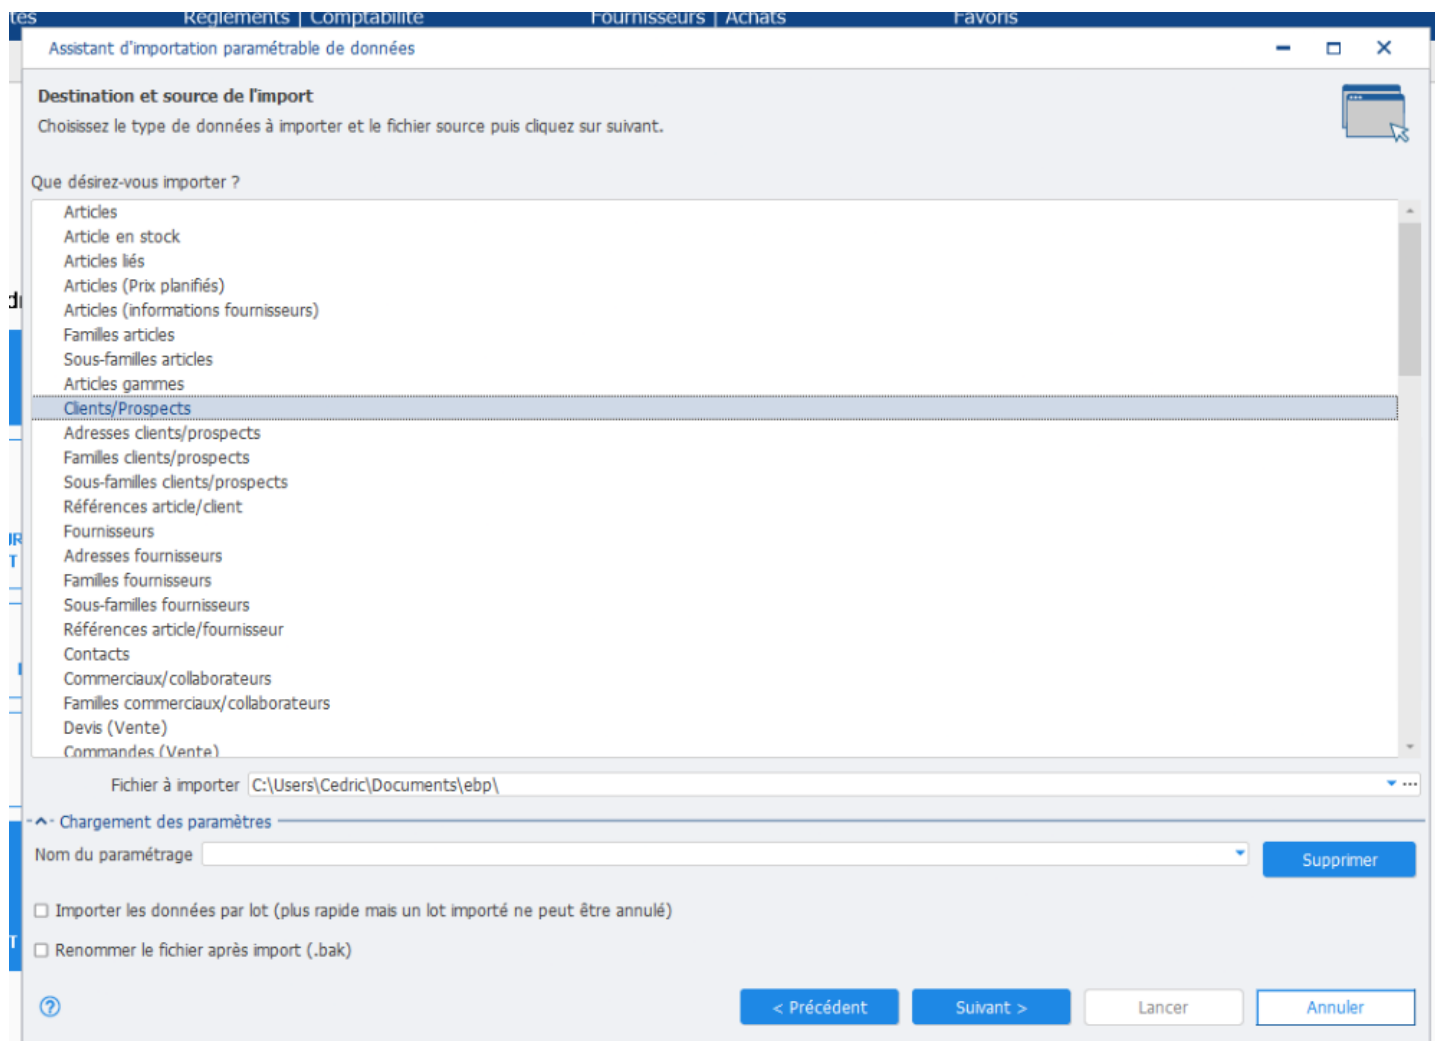 Règlements | Comptabilité Fournisseurs | Achats Favoris
Assistant d'importation paramétrable de données
Destination et source de l'import
Choisissez le type de données à importer et le fichier source puis cliquez sur suivant.
Que désirez-vous importer ?
Articles
Article en stock
Articles liés
Articles (Prix planifiés)
Articles (informations fournisseurs)
Familles articles
Sous-familles articles
Articles gammes
Clients/Prospects
Adresses clients/prospects
Familles clients/prospects
Sous-familles clients/prospects
Références article/client
Fournisseurs
Adresses fournisseurs
Familles fournisseurs
Sous-familles fournisseurs
Références article/fournisseur
Contacts
Commerciaux/collaborateurs
Familles commerciaux/collaborateurs
Devis (Vente)
Commandes (Vente)
Fichier à importer C:\Users\Cedric\Documents\ebp\
Chargement des paramètres
Nom du paramétrage
Supprimer
Importer les données par lot (plus rapide mais un lot importé ne peut être annulé)
Renommer le fichier après import (.bak)
< Précédent Suivant > Lancer Annuler